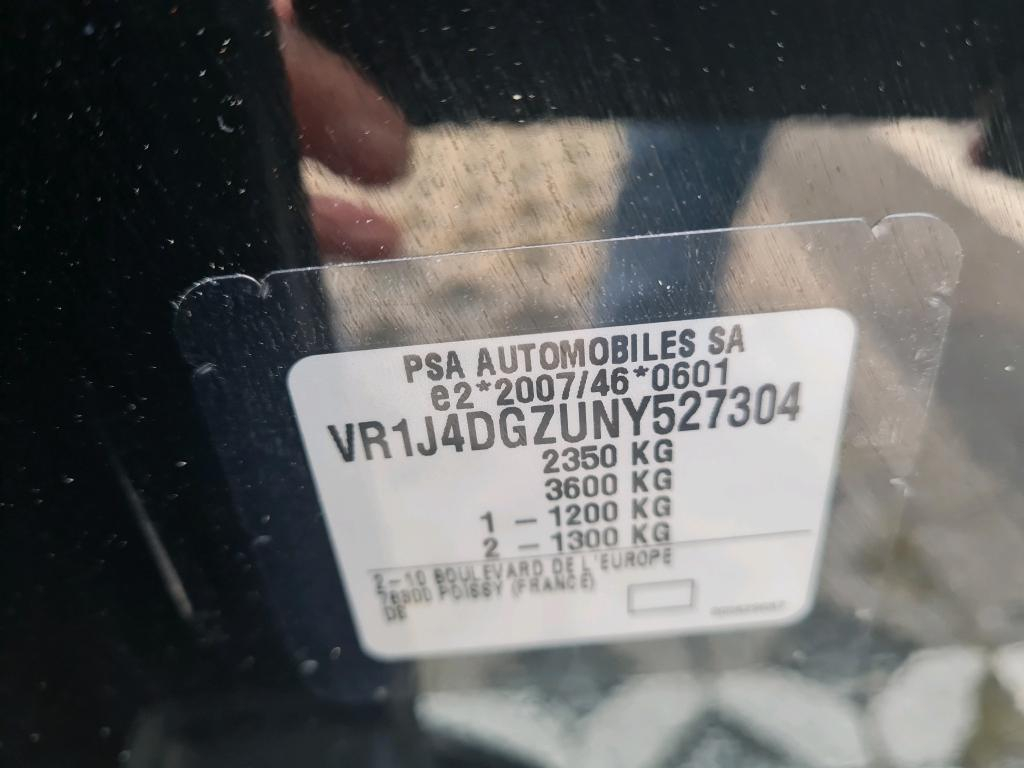 PSA AUTOMOBILES SA
e2*2007/46*0601
VR1J4DGZUNY527304
2350 KG
3600 KG
1 – 1200 KG
2 – 1300 KG
2–10 BOULEVARD DE L'EUROPE
78300 POISSY (FRANCE)
DE